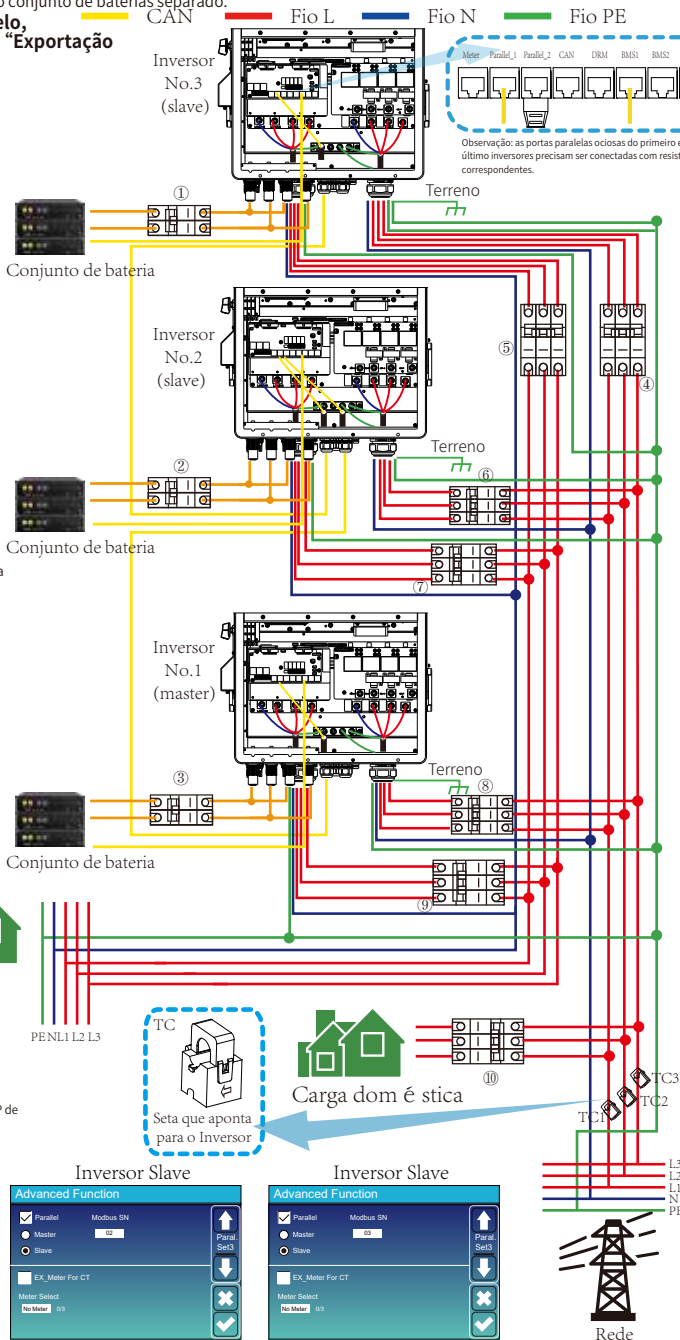 o conjunto de baterias separado.
elo,
“Exportação
CAN
Fio L
Fio N
Fio PE
Inversor
No.3
(slave)
Meter
Parallel_1
Parallel_2
CAN
DRM
BMS1
BMS2
Observação: as portas paralelas ociosas do primeiro e
último inversores precisam ser conectadas com resist
correspondentes.
①
Terreno
Conjunto de bateria
Inversor
No.2
(slave)
⑤
④
②
Terreno
⑥
Conjunto de bateria
a
⑦
Inversor
No.1
(master)
③
Terreno
⑧
Conjunto de bateria
⑨
PE N L1 L2 L3
TC
Seta que aponta
para o Inversor
Carga dom é stica
⑩
TC3
TC2
TC1
º de
L3
L2
L1
N
PE
Rede
Inversor Slave
Advanced Function
Parallel
Modbus SN
Master
02
Slave
Paral.
Set3
EX_Meter For CT
Meter Select
No Meter
0/3
Inversor Slave
Advanced Function
Parallel
Modbus SN
Master
03
Slave
Paral.
Set3
EX_Meter For CT
Meter Select
No Meter
0/3